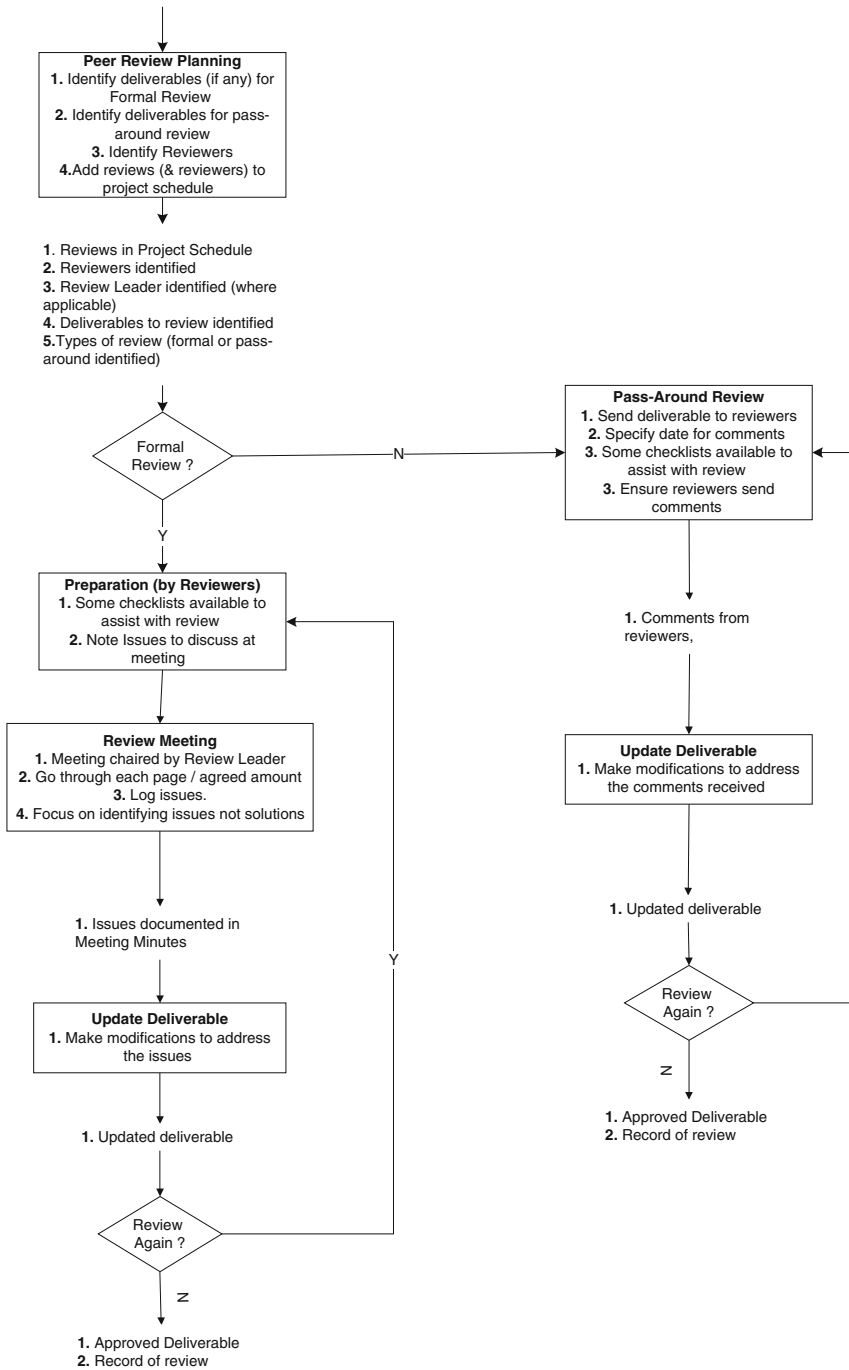 Peer Review Planning
1. Identify deliverables (if any) for
Formal Review
2. Identify deliverables for pass-
around review
3. Identify Reviewers
4.Add reviews (& reviewers) to
project schedule
1. Reviews in Project Schedule
2. Reviewers identified
3. Review Leader identified (where
applicable)
4. Deliverables to review identified
5.Types of review (formal or pass-
around identified)
Formal
Review ?
N
Y
Preparation (by Reviewers)
1. Some checklists available to
assist with review
2. Note Issues to discuss at
meeting
Review Meeting
1. Meeting chaired by Review Leader
2. Go through each page / agreed amount
3. Log issues.
4. Focus on identifying issues not solutions
1. Issues documented in
Meeting Minutes
Y
Update Deliverable
1. Make modifications to address
the issues
1. Updated deliverable
Review
Again ?
N
1. Approved Deliverable
2. Record of review
Pass-Around Review
1. Send deliverable to reviewers
2. Specify date for comments
3. Some checklists available to
assist with review
3. Ensure reviewers send
comments
1. Comments from
reviewers,
Update Deliverable
1. Make modifications to address
the comments received
1. Updated deliverable
Review
Again ?
N
1. Approved Deliverable
2. Record of review